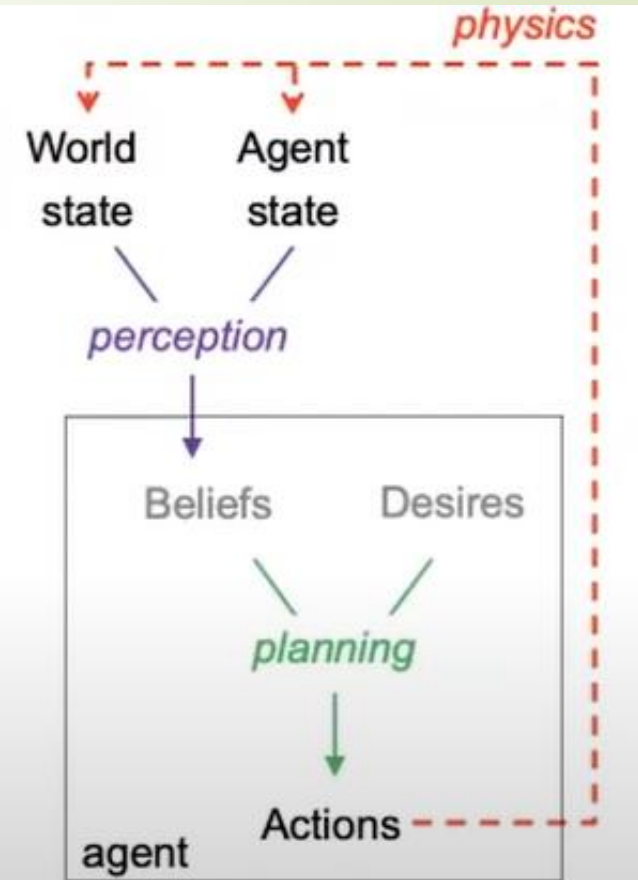 physics
World Agent
state state
perception
Beliefs Desires
planning
Actions
agent